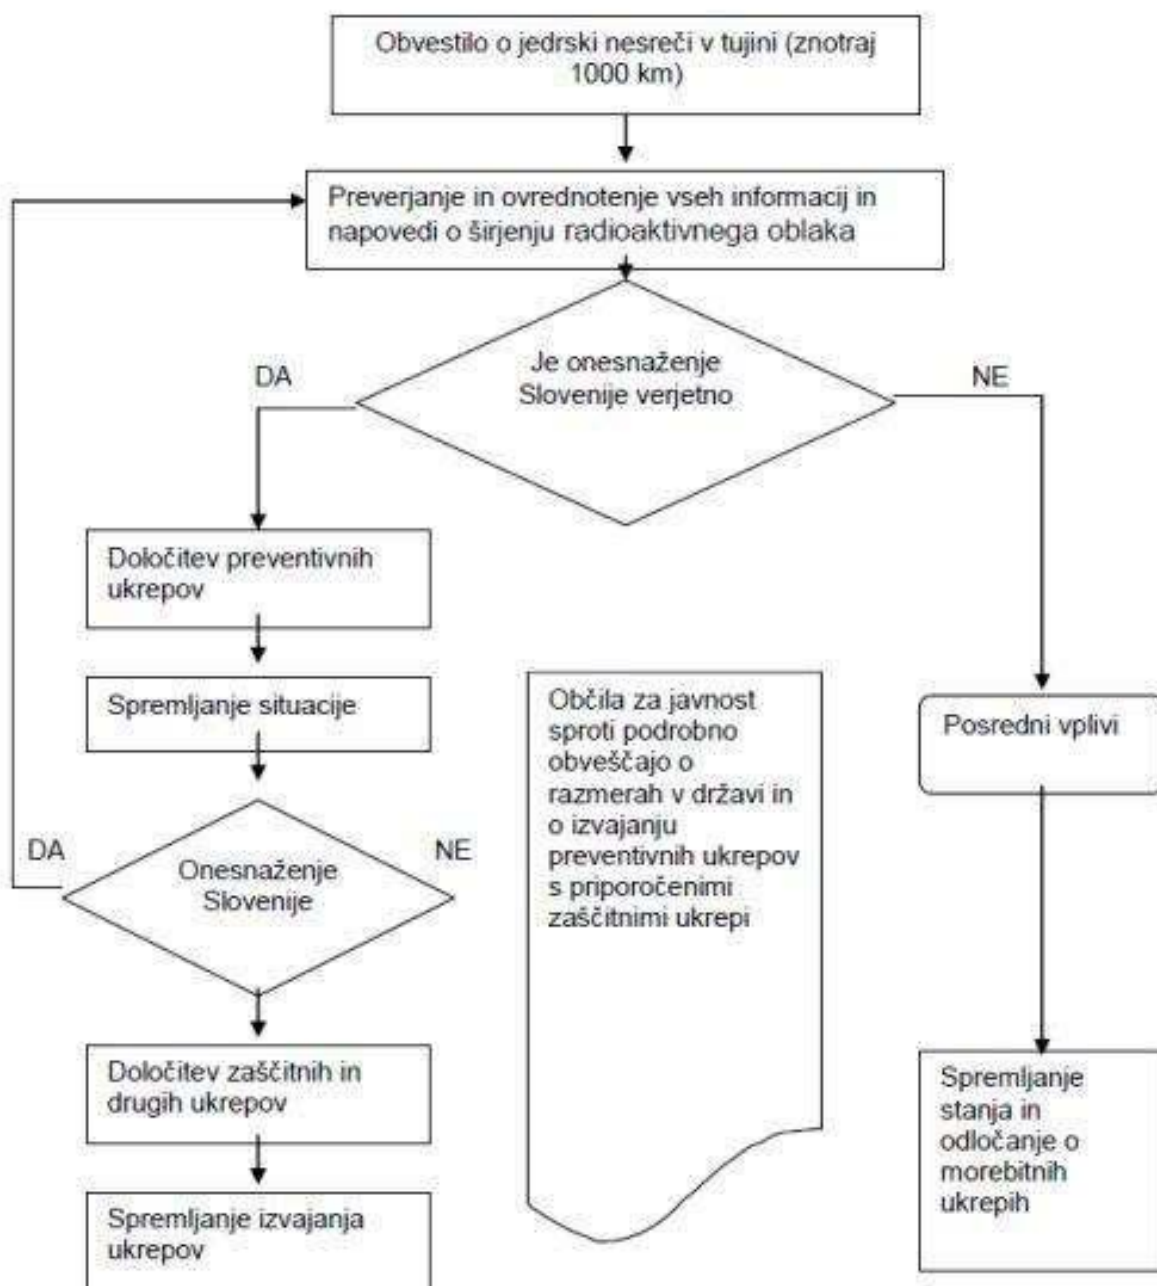 Obvestilo o jedrski nesreči v tujini (znotraj
1000 km)
Preverjanje in ovrednotenje vseh informacij in
napovedi o širjenju radioaktivnega oblaka
Je onesnaženje
Slovenije verjetno
DA
NE
Določitev preventivnih
ukrepov
Spremljanje situacije
Občila za javnost
sproti podrobno
obveščajo o
razmerah v državi in
o izvajanju
preventivnih ukrepov
s priporočenimi
zaščitnimi ukrepi
Posredni vplivi
DA
NE
Onesnaženje
Slovenije
Določitev zaščitnih in
drugih ukrepov
Spremljanje
stanja in
odločanje o
morebitnih
ukrepih
Spremljanje izvajanja
ukrepov